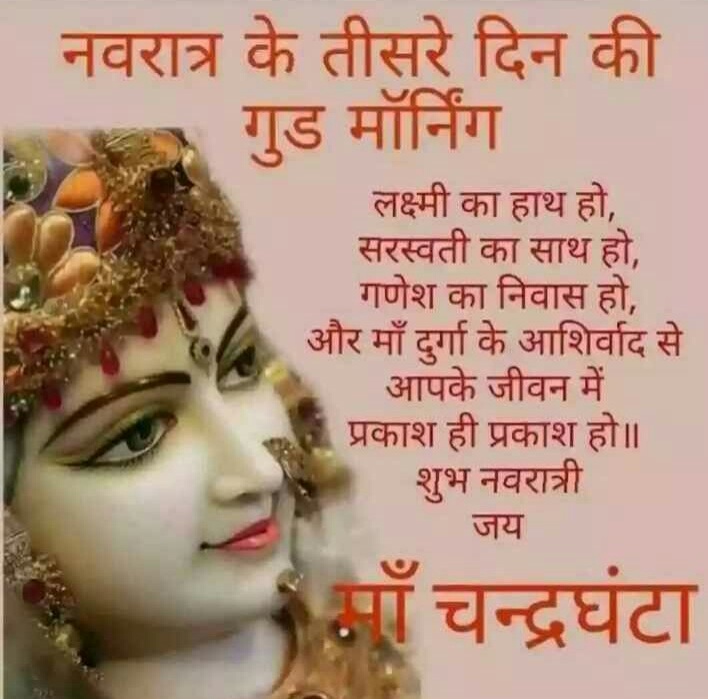 नवरात्र के तीसरे दिन की
गुड मॉर्निंग
लक्ष्मी का हाथ हो,
सरस्वती का साथ हो,
गणेश का निवास हो,
और माँ दुर्गा के आशिर्वाद से
आपके जीवन में
प्रकाश ही प्रकाश हो॥
शुभ नवरात्री
जय
माँ चन्द्रघंटा